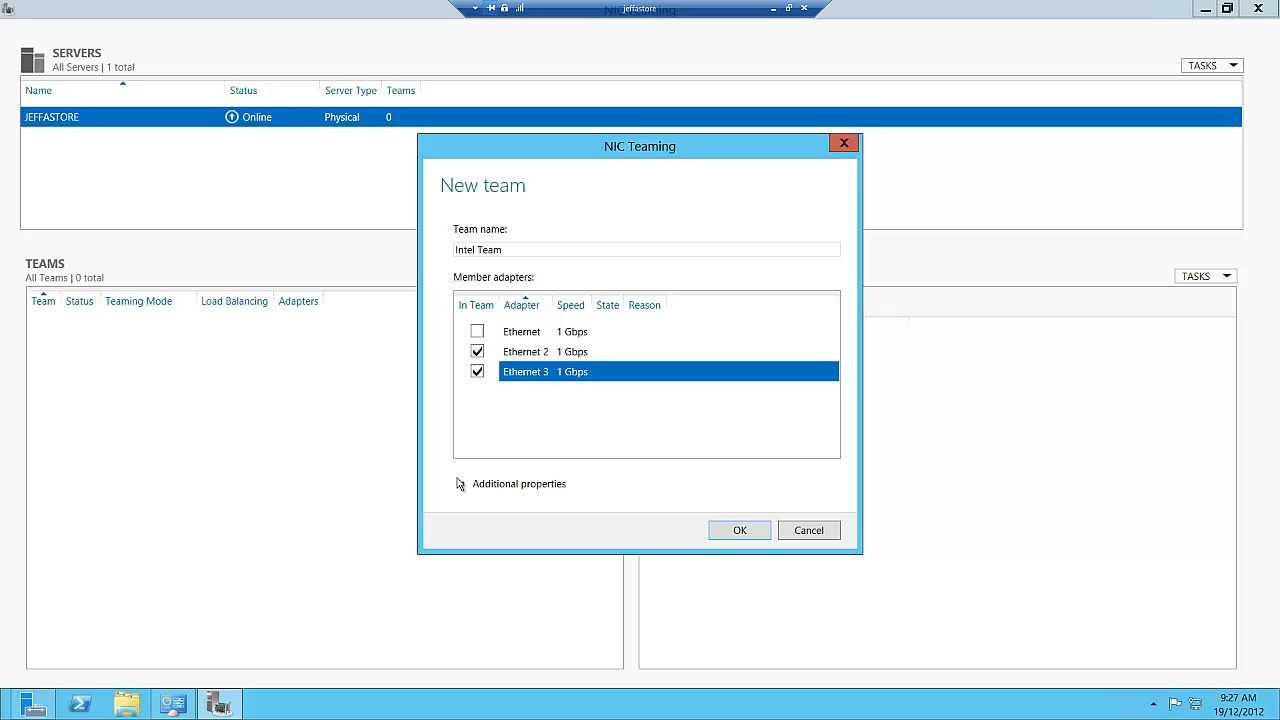 jeffastore
SERVERS
All Servers | 1 total
TASKS
Name Status Server Type Teams
JEFFASTORE Online Physical 0
NIC Teaming
New team
Team name:
Intel Team
Member adapters:
In Team Adapter Speed State Reason
Ethernet 1 Gbps
Ethernet 2 1 Gbps
Ethernet 3 1 Gbps
Additional properties
OK Cancel
TEAMS
All Teams | 0 total
TASKS
Team Status Teaming Mode Load Balancing Adapters
9:27 AM
19/12/2012